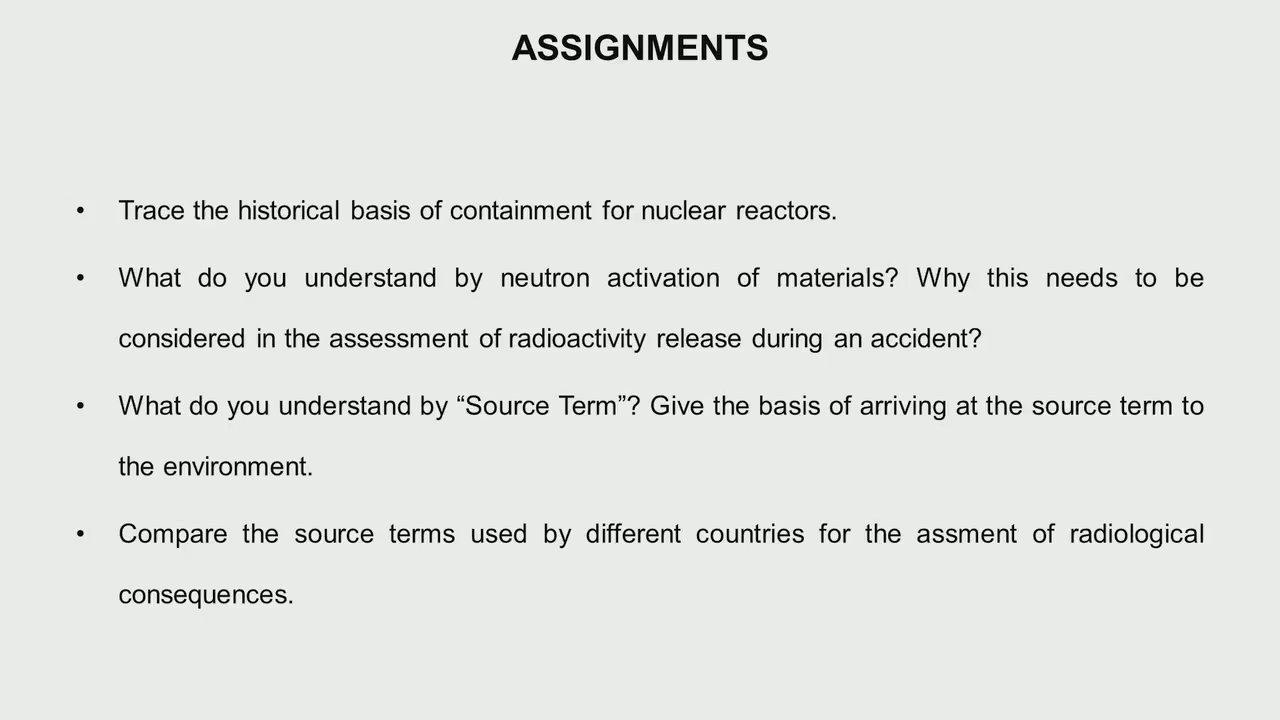 ASSIGNMENTS
• Trace the historical basis of containment for nuclear reactors.
• What do you understand by neutron activation of materials? Why this needs to be
considered in the assessment of radioactivity release during an accident?
• What do you understand by “Source Term”? Give the basis of arriving at the source term to
the environment.
• Compare the source terms used by different countries for the assment of radiological
consequences.